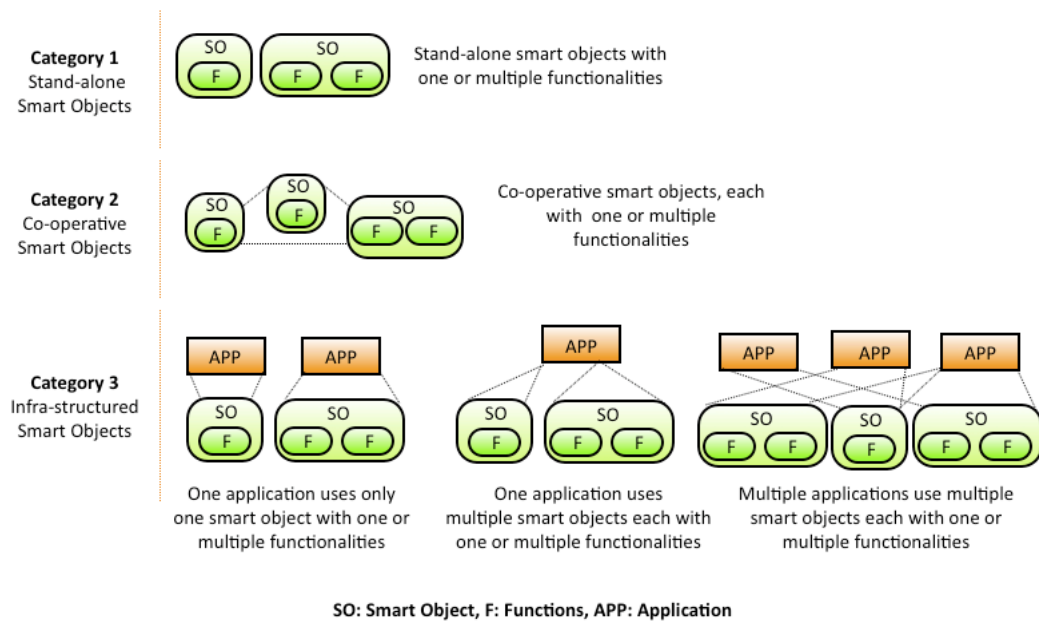 Category 1
Stand-alone
Smart Objects
SO
F
SO
F F
Stand-alone smart objects with
one or multiple functionalities
Category 2
Co-operative
Smart Objects
SO
F
SO
F
SO
F F
Co-operative smart objects, each
with one or multiple
functionalities
Category 3
Infra-structured
Smart Objects
APP
APP
SO
F
SO
F F
One application uses only
one smart object with one or
multiple functionalities
APP
SO
F
SO
F F
One application uses
multiple smart objects each with
one or multiple functionalities
APP
APP
APP
SO
F F
SO
F
SO
F F
Multiple applications use multiple
smart objects each with one or
multiple functionalities
SO: Smart Object, F: Functions, APP: Application